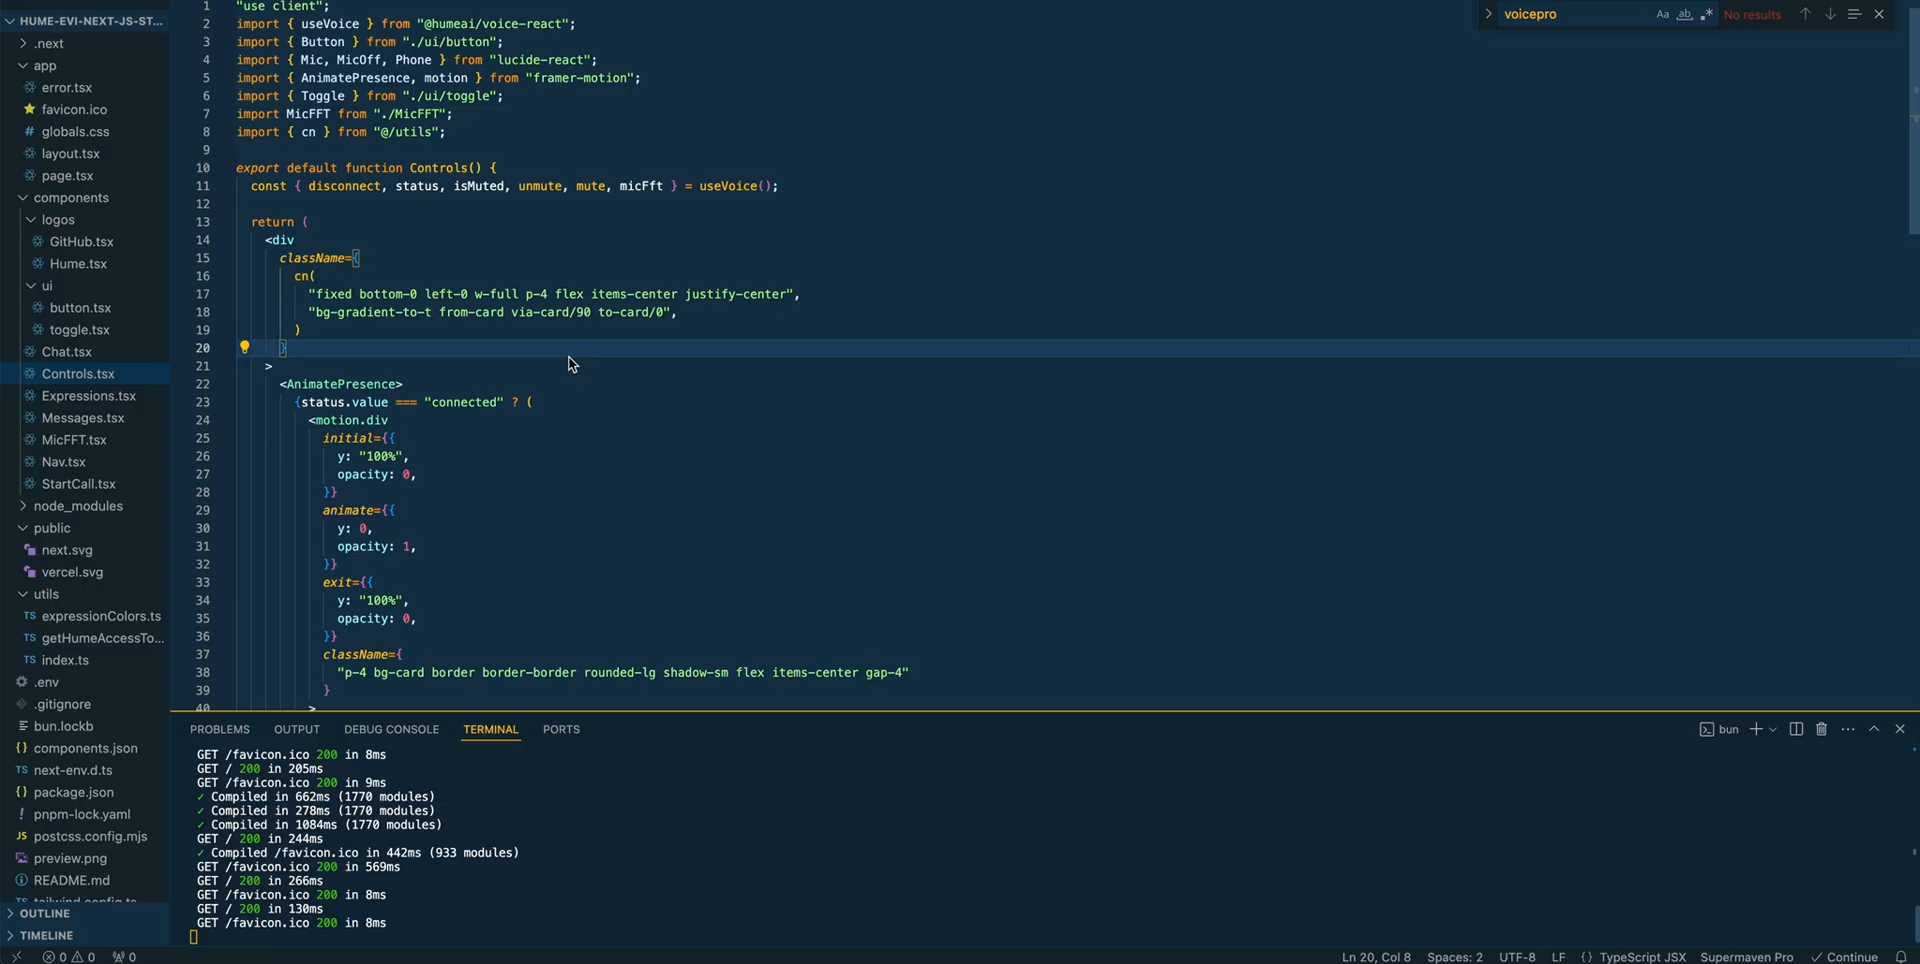 HUME-EVI-NEXT-JS-ST...
.next
app
error.tsx
favicon.ico
# globals.css
layout.tsx
page.tsx
components
logos
GitHub.tsx
Hume.tsx
ui
button.tsx
toggle.tsx
Chat.tsx
Controls.tsx
Expressions.tsx
Messages.tsx
MicFFT.tsx
Nav.tsx
StartCall.tsx
node_modules
public
next.svg
vercel.svg
utils
TS expressionColors.ts
TS getHumeAccessTo...
TS index.ts
.env
.gitignore
bun.lockb
{} components.json
TS next-env.d.ts
{} package.json
! pnpm-lock.yaml
JS postcss.config.mjs
preview.png
README.md
OUTLINE
TIMELINE
voicepro Aa ab .* No results
1 "use client";
2 import { useVoice } from "@humeai/voice-react";
3 import { Button } from "./ui/button";
4 import { Mic, MicOff, Phone } from "lucide-react";
5 import { AnimatePresence, motion } from "framer-motion";
6 import { Toggle } from "./ui/toggle";
7 import MicFFT from "./MicFFT";
8 import { cn } from "@/utils";
9
10 export default function Controls() {
11 const { disconnect, status, isMuted, unmute, mute, micFft } = useVoice();
12
13 return (
14 <div
15 className={
16 cn(
17 "fixed bottom-0 left-0 w-full p-4 flex items-center justify-center",
18 "bg-gradient-to-t from-card via-card/90 to-card/0",
19 )
20 }
21 >
22 <AnimatePresence>
23 {status.value === "connected" ? (
24 <motion.div
25 initial={{
26 y: "100%",
27 opacity: 0,
28 }}
29 animate={{
30 y: 0,
31 opacity: 1,
32 }}
33 exit={{
34 y: "100%",
35 opacity: 0,
36 }}
37 className={
38 "p-4 bg-card border border-border rounded-lg shadow-sm flex items-center gap-4"
39 }
40 >
PROBLEMS OUTPUT DEBUG CONSOLE TERMINAL PORTS bun
GET /favicon.ico 200 in 8ms
GET / 200 in 205ms
GET /favicon.ico 200 in 9ms
✓ Compiled in 662ms (1770 modules)
✓ Compiled in 278ms (1770 modules)
✓ Compiled in 1084ms (1770 modules)
GET / 200 in 244ms
✓ Compiled /favicon.ico in 442ms (933 modules)
GET /favicon.ico 200 in 569ms
GET / 200 in 266ms
GET /favicon.ico 200 in 8ms
GET / 200 in 130ms
GET /favicon.ico 200 in 8ms
0 0 0 Ln 20, Col 8 Spaces: 2 UTF-8 LF {} TypeScript JSX Supermaven Pro ✓ Continue